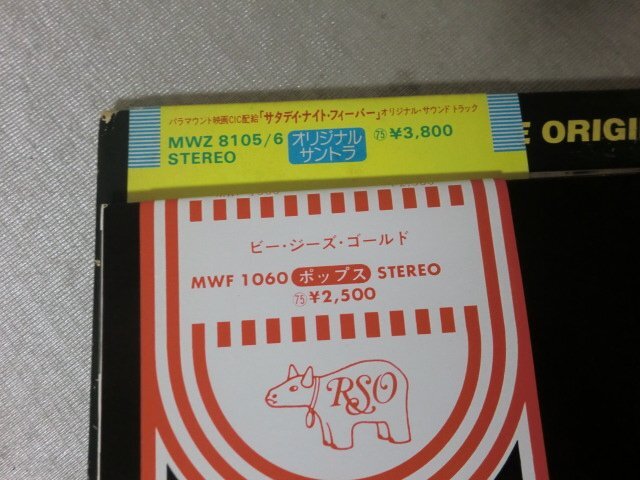 パラマウント映画CIC配給「サタデイ・ナイト・フィーバー」オリジナル・サウンドトラック
MWZ 8105/6 オリジナル サントラ ㊆ ¥3,800
STEREO
ORIGI
ビー・ジーズ・ゴールド
MWF 1060 ポップス STEREO
75 ¥2,500
RSO